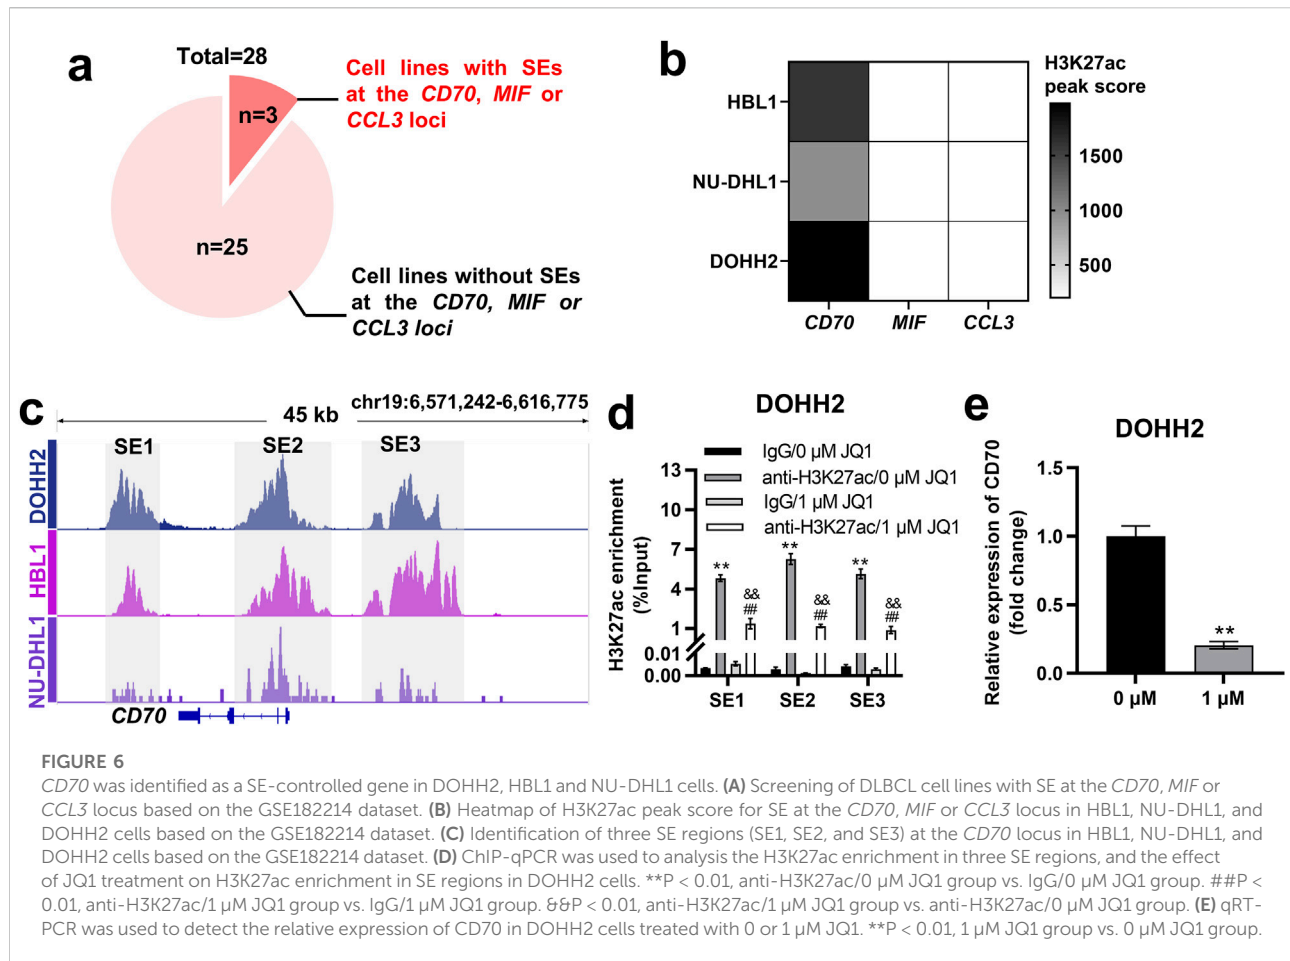 a
Total=28
Cell lines with SEs
at the CD70, MIF or
CCL3 loci
n=3
n=25
Cell lines without SEs
at the CD70, MIF or
CCL3 loci
b
H3K27ac
peak score
HBL1
NU-DHL1
DOHH2
CD70 MIF CCL3
1500
1000
500
c
45 kb
chr19:6,571,242-6,616,775
SE1 SE2 SE3
DOHH2
HBL1
NU-DHL1
CD70
d
DOHH2
IgG/0 µM JQ1
anti-H3K27ac/0 µM JQ1
IgG/1 µM JQ1
anti-H3K27ac/1 µM JQ1
H3K27ac enrichment
(%Input)
13
10
7
4
1
0.01
0.00
**
&&
##
**
&&
##
**
&&
##
SE1 SE2 SE3
e
DOHH2
Relative expression of CD70
(fold change)
1.5
1.0
0.5
0.0
**
0 µM 1 µM
FIGURE 6
CD70 was identified as a SE-controlled gene in DOHH2, HBL1 and NU-DHL1 cells. (A) Screening of DLBCL cell lines with SE at the CD70, MIF or
CCL3 locus based on the GSE182214 dataset. (B) Heatmap of H3K27ac peak score for SE at the CD70, MIF or CCL3 locus in HBL1, NU-DHL1, and
DOHH2 cells based on the GSE182214 dataset. (C) Identification of three SE regions (SE1, SE2, and SE3) at the CD70 locus in HBL1, NU-DHL1, and
DOHH2 cells based on the GSE182214 dataset. (D) ChIP-qPCR was used to analysis the H3K27ac enrichment in three SE regions, and the effect
of JQ1 treatment on H3K27ac enrichment in SE regions in DOHH2 cells. **P < 0.01, anti-H3K27ac/0 µM JQ1 group vs. IgG/0 µM JQ1 group. ##P <
0.01, anti-H3K27ac/1 µM JQ1 group vs. IgG/1 µM JQ1 group. &&P < 0.01, anti-H3K27ac/1 µM JQ1 group vs. anti-H3K27ac/0 µM JQ1 group. (E) qRT-
PCR was used to detect the relative expression of CD70 in DOHH2 cells treated with 0 or 1 µM JQ1. **P < 0.01, 1 µM JQ1 group vs. 0 µM JQ1 group.